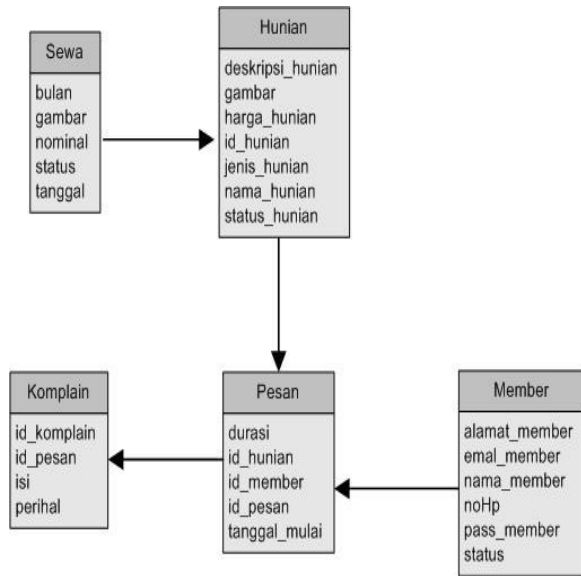 Sewa
bulan
gambar
nominal
status
tanggal
Hunian
deskripsi_hunian
gambar
harga_hunian
id_hunian
jenis_hunian
nama_hunian
status_hunian
Komplain
id_komplain
id_pesan
isi
perihal
Pesan
durasi
id_hunian
id_member
id_pesan
tanggal_mulai
Member
alamat_member
emal_member
nama_member
noHp
pass_member
status